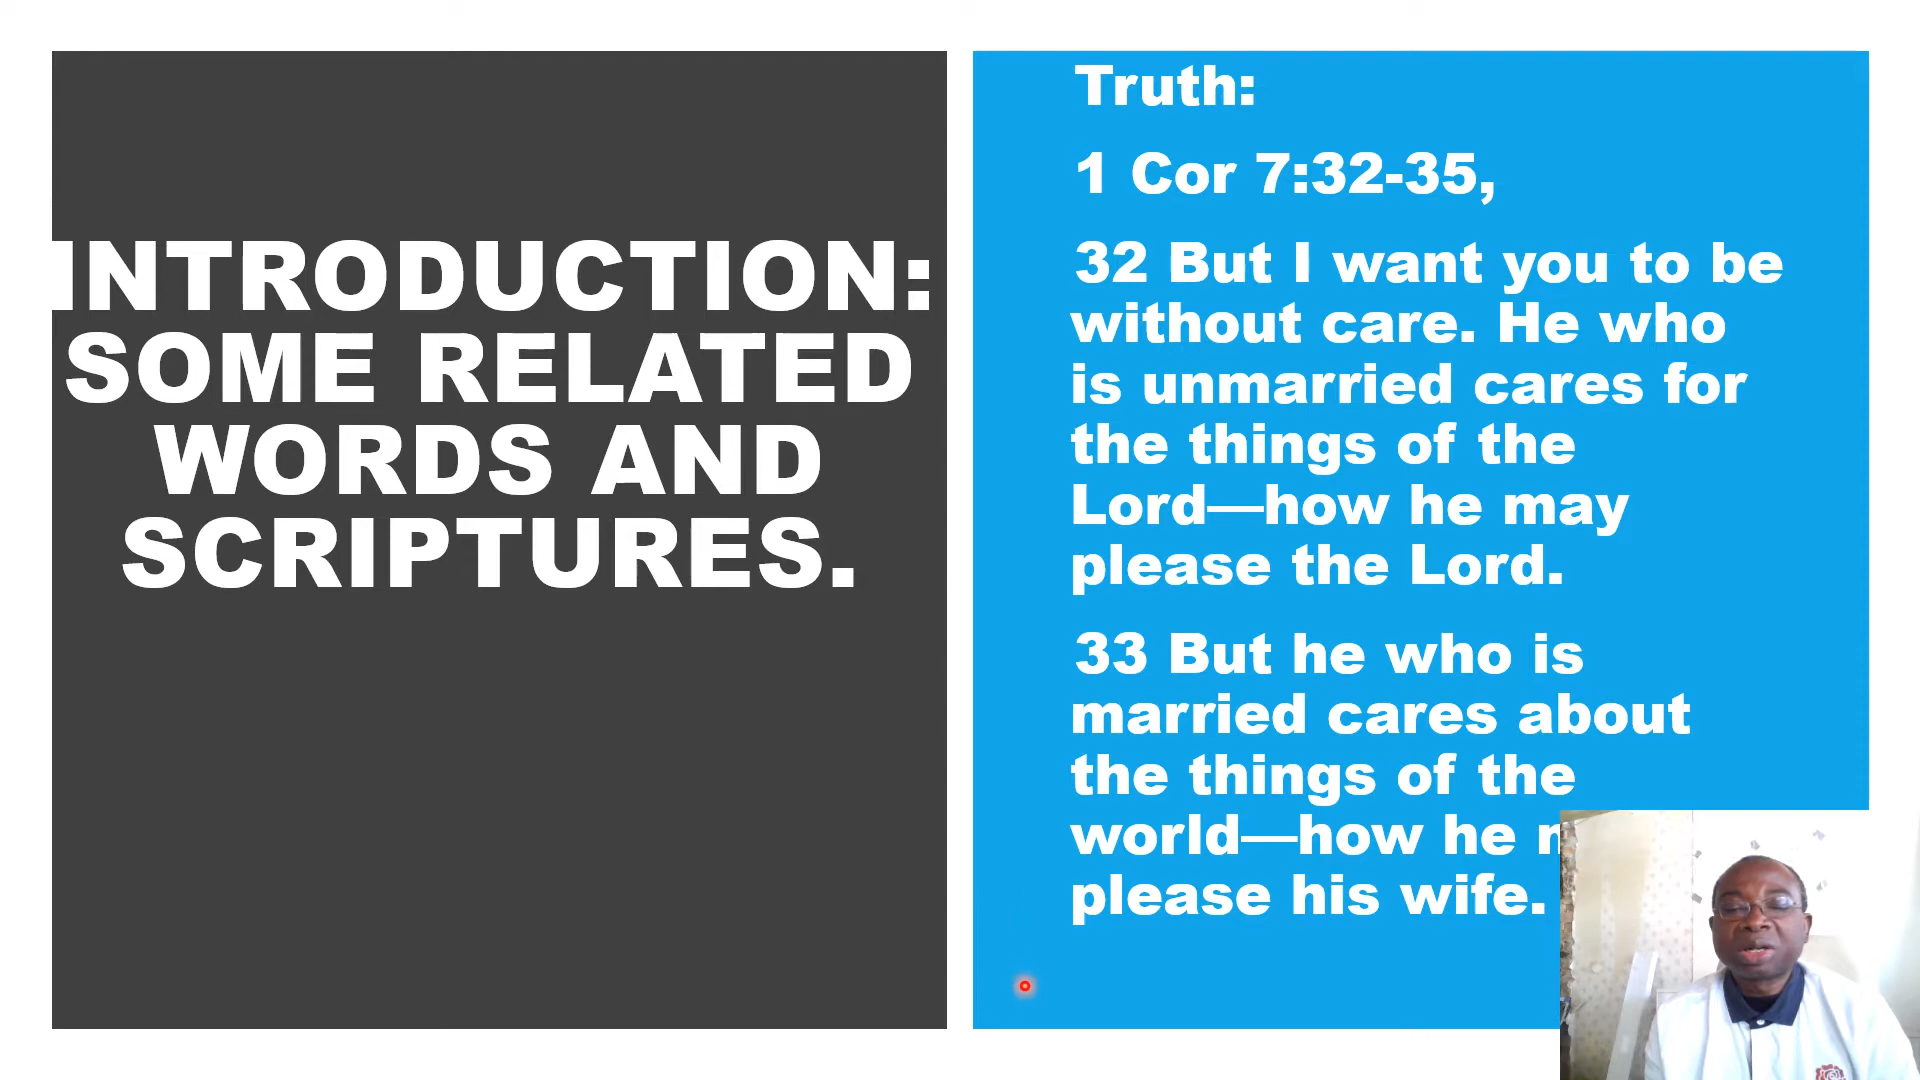 INTRODUCTION:
SOME RELATED
WORDS AND
SCRIPTURES.
Truth:
1 Cor 7:32-35,
32 But I want you to be
without care. He who
is unmarried cares for
the things of the
Lord—how he may
please the Lord.
33 But he who is
married cares about
the things of the
world—how he
please his wife.